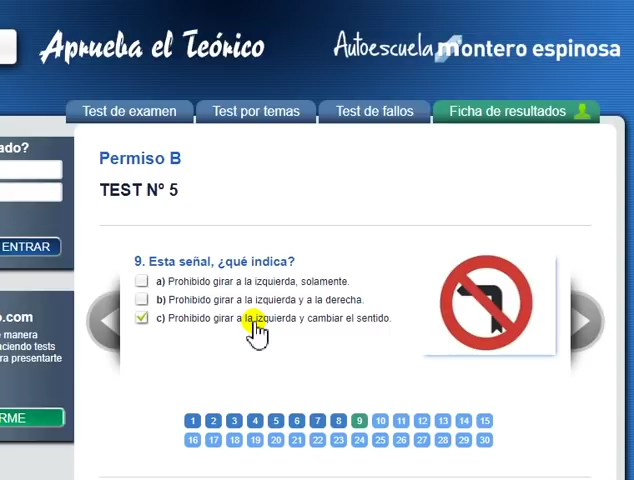 Aprueba el Teórico
Autoescuela montero espinosa
Test de examen
Test por temas
Test de fallos
Ficha de resultados
ado?
ENTRAR
o.com
e manera
aciendo tests
ra presentarte
RME
Permiso B
TEST Nº 5
9. Esta señal, ¿qué indica?
a) Prohibido girar a la izquierda, solamente.
b) Prohibido girar a la izquierda y a la derecha.
c) Prohibido girar a la izquierda y cambiar el sentido.
1 2 3 4 5 6 7 8 9 10 11 12 13 14 15
16 17 18 19 20 21 22 23 24 25 26 27 28 29 30